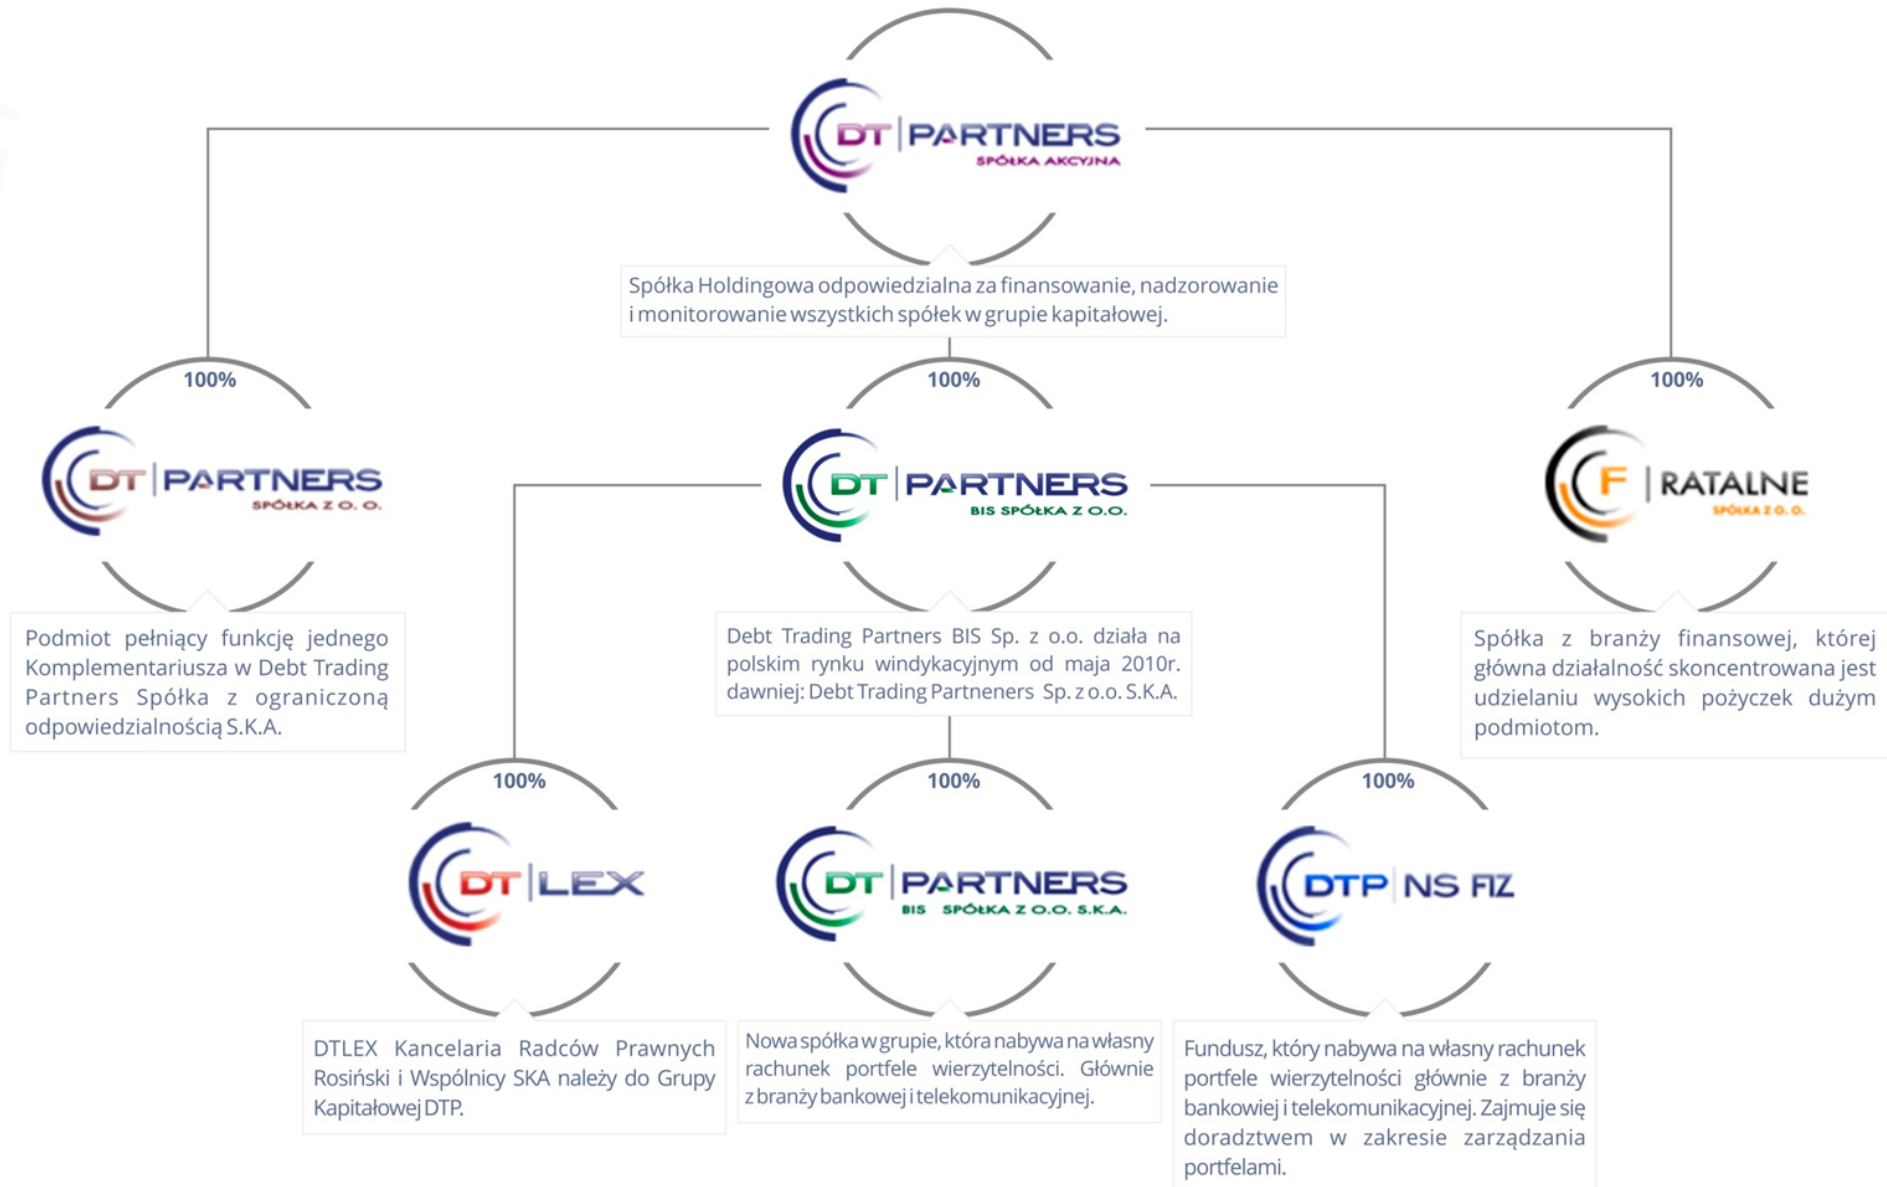 DT PARTNERS
SPÓŁKA AKCYJNA
Spółka Holdingowa odpowiedzialna za finansowanie, nadzorowanie
i monitorowanie wszystkich spółek w grupie kapitałowej.
100%
DT PARTNERS
SPÓŁKA Z O. O.
Podmiot pełniący funkcję jednego
Komplementariusza w Debt Trading
Partners Spółka z ograniczoną
odpowiedzialnością S.K.A.
100%
DT PARTNERS
BIS SPÓŁKA Z O.O.
Debt Trading Partners BIS Sp. z o.o. działa na
polskim rynku windykacyjnym od maja 2010r.
dawniej: Debt Trading Partneners Sp. z o.o. S.K.A.
100%
F RATALNE
SPÓŁKA Z O. O.
Spółka z branży finansowej, której
główna działalność skoncentrowana jest
udzielaniu wysokich pożyczek dużym
podmiotom.
100%
DT LEX
DTLEX Kancelaria Radców Prawnych
Rosiński i Wspólnicy SKA należy do Grupy
Kapitałowej DTP.
100%
DT PARTNERS
BIS SPÓŁKA Z O.O. S.K.A.
Nowa spółka w grupie, która nabywa na własny
rachunek portfele wierzytelności. Głównie
z branży bankowej i telekomunikacyjnej.
100%
DTP NS FIZ
Fundusz, który nabywa na własny rachunek
portfele wierzytelności głównie z branży
bankowiej i telekomunikacyjnej. Zajmuje się
doradztwem w zakresie zarządzania
portfelami.